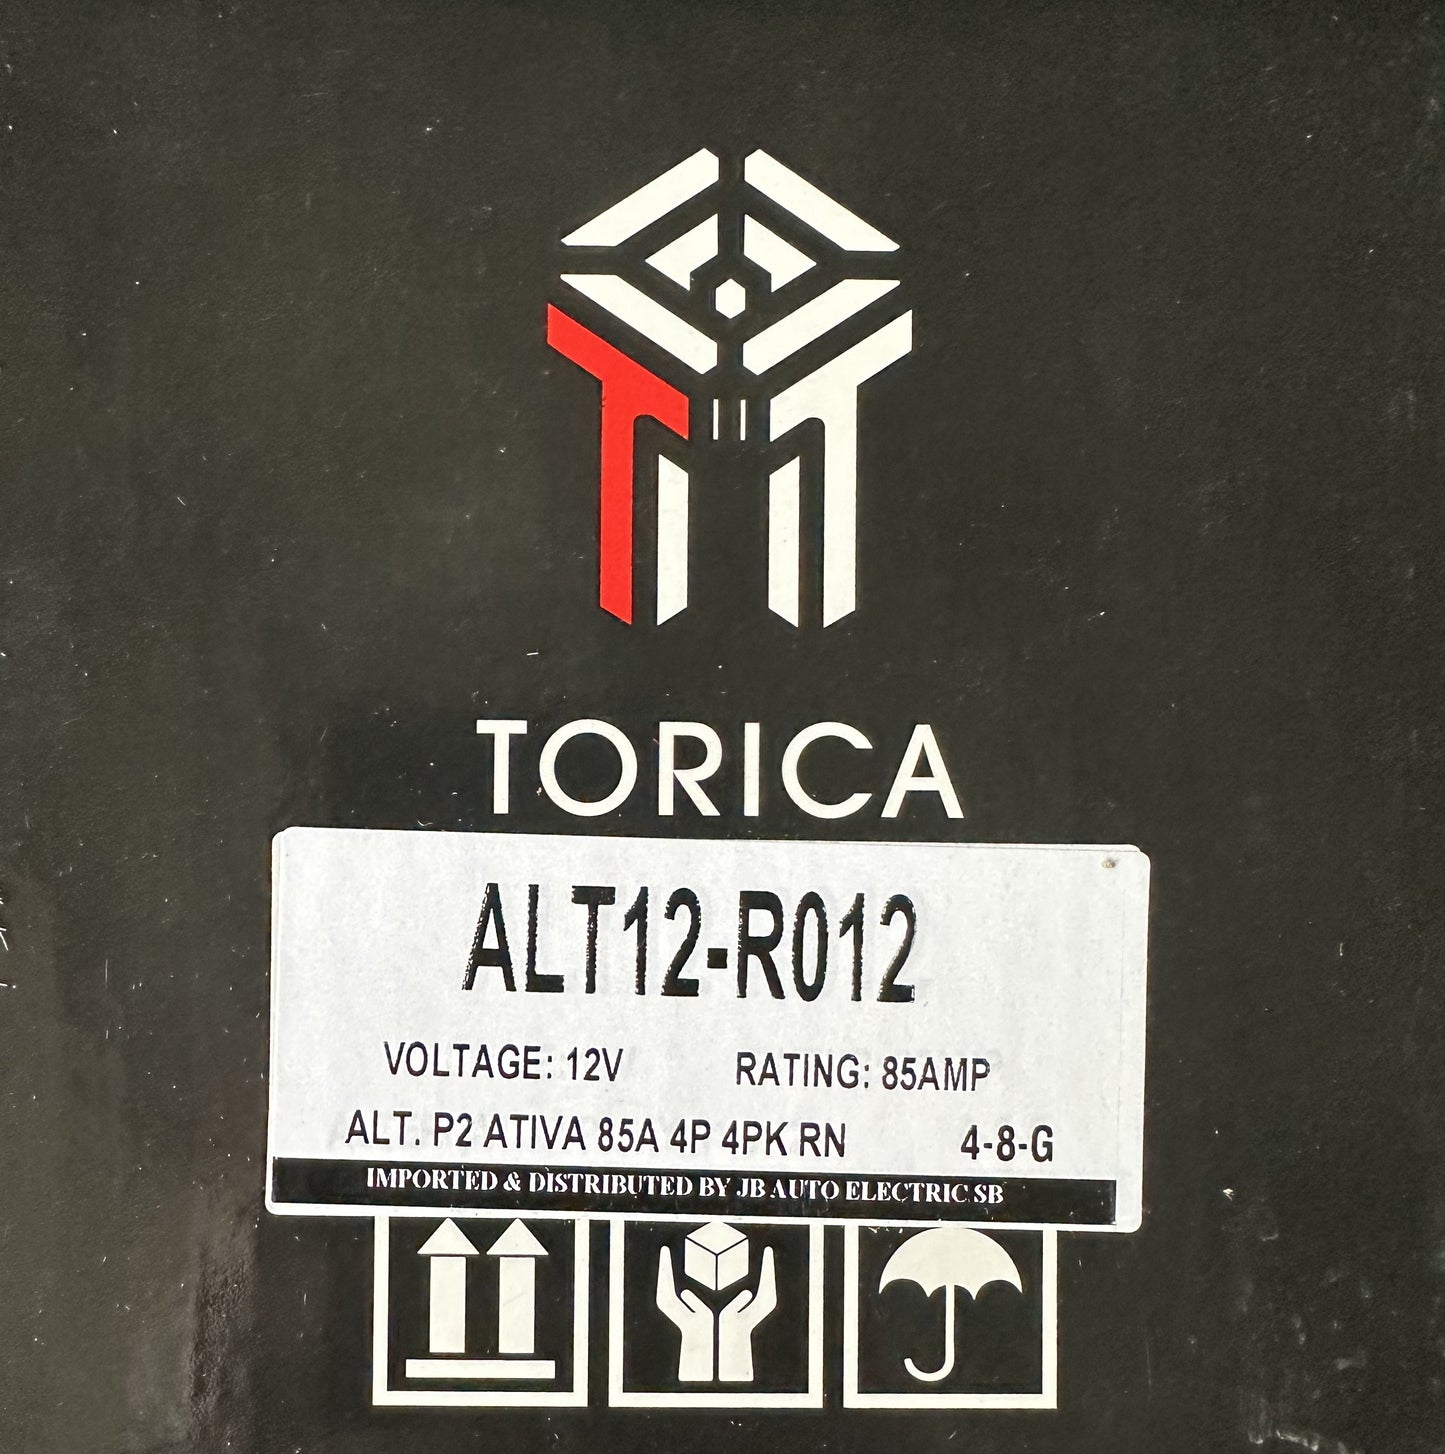 TORICA
ALT12-R012
VOLTAGE: 12V RATING: 85AMP
ALT. P2 ATIVA 85A 4P 4PK RN 4-8-G
IMPORTED & DISTRIBUTED BY JB AUTO ELECTRIC SB